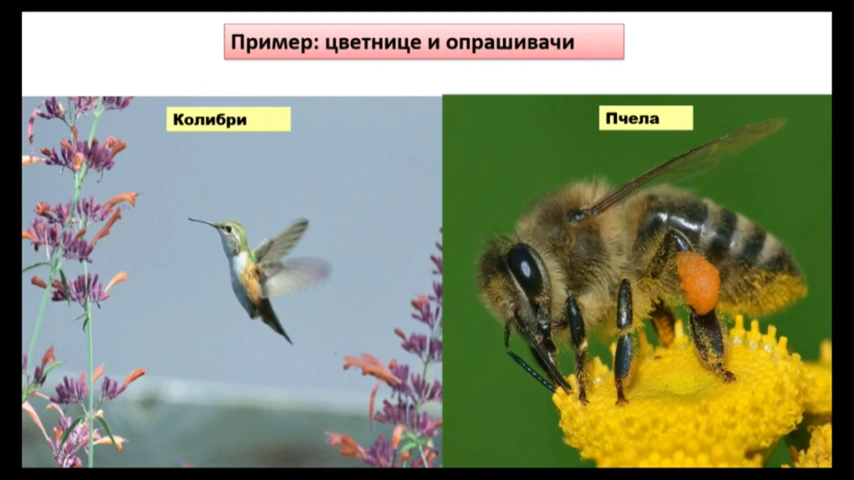 Пример: цветнице и опрашивачи
Колибри
Пчела